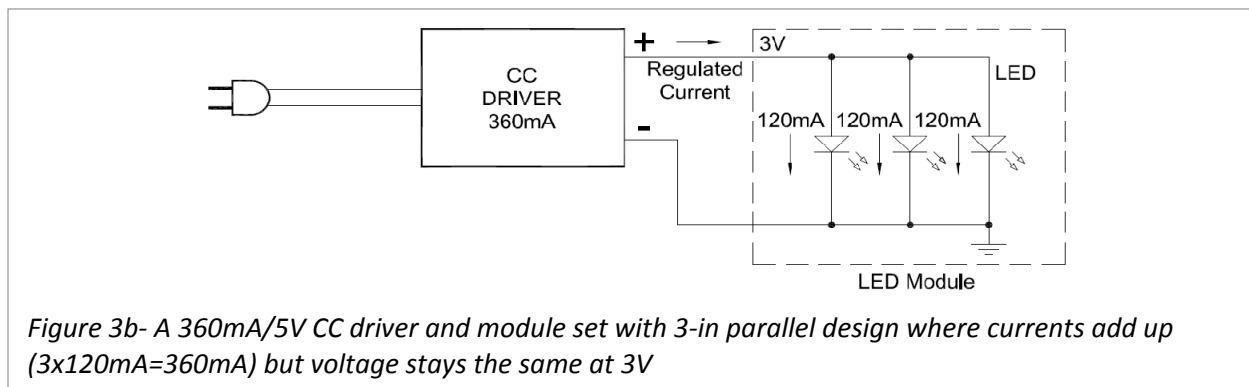 CC
DRIVER
360mA
+
Regulated
Current
-
3V
LED
120mA 120mA 120mA
LED Module
Figure 3b- A 360mA/5V CC driver and module set with 3-in parallel design where currents add up
(3x120mA=360mA) but voltage stays the same at 3V